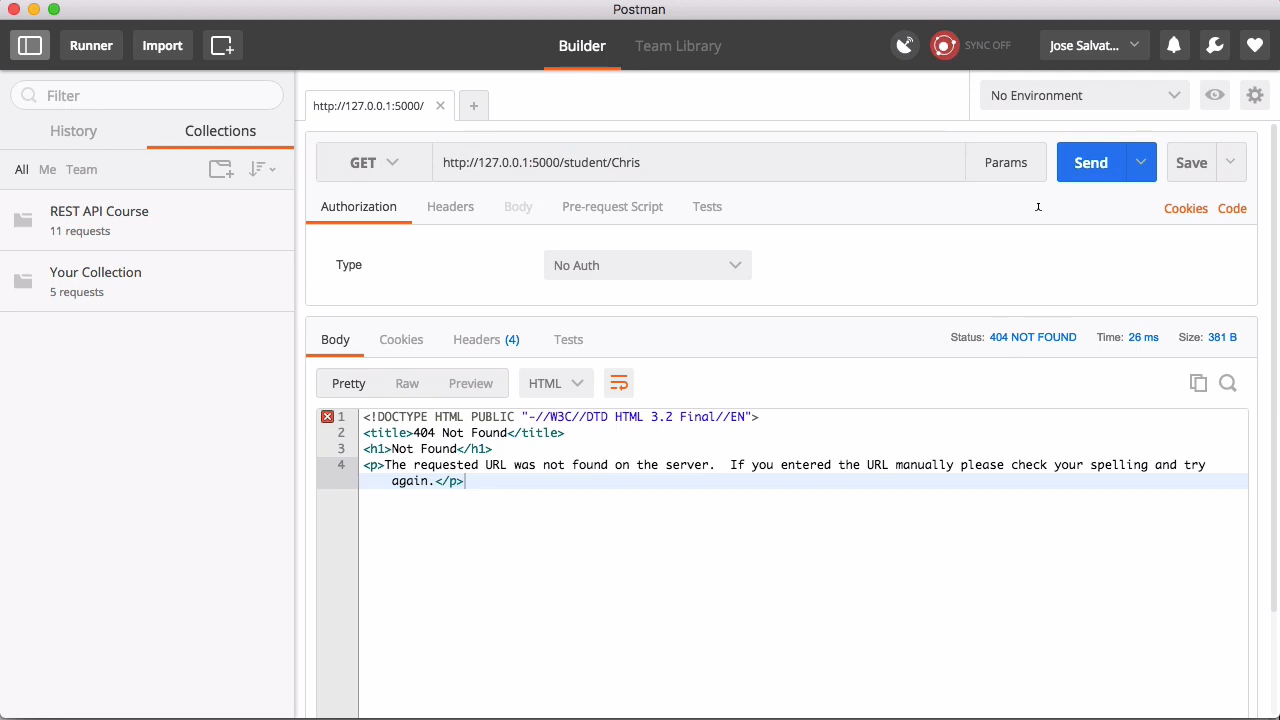 Postman
Runner
Import
Builder
Team Library
SYNC OFF
Jose Salvat...
Filter
History
Collections
All Me Team
REST API Course
11 requests
Your Collection
5 requests
http://127.0.0.1:5000/
No Environment
GET
http://127.0.0.1:5000/student/Chris
Params
Send
Save
Authorization
Headers
Body
Pre-request Script
Tests
Cookies
Code
Type
No Auth
Body
Cookies
Headers (4)
Tests
Status: 404 NOT FOUND
Time: 26 ms
Size: 381 B
Pretty
Raw
Preview
HTML
1 <!DOCTYPE HTML PUBLIC "-//W3C//DTD HTML 3.2 Final//EN">
2 <title>404 Not Found</title>
3 <h1>Not Found</h1>
4 <p>The requested URL was not found on the server.  If you entered the URL manually please check your spelling and try
again.</p>